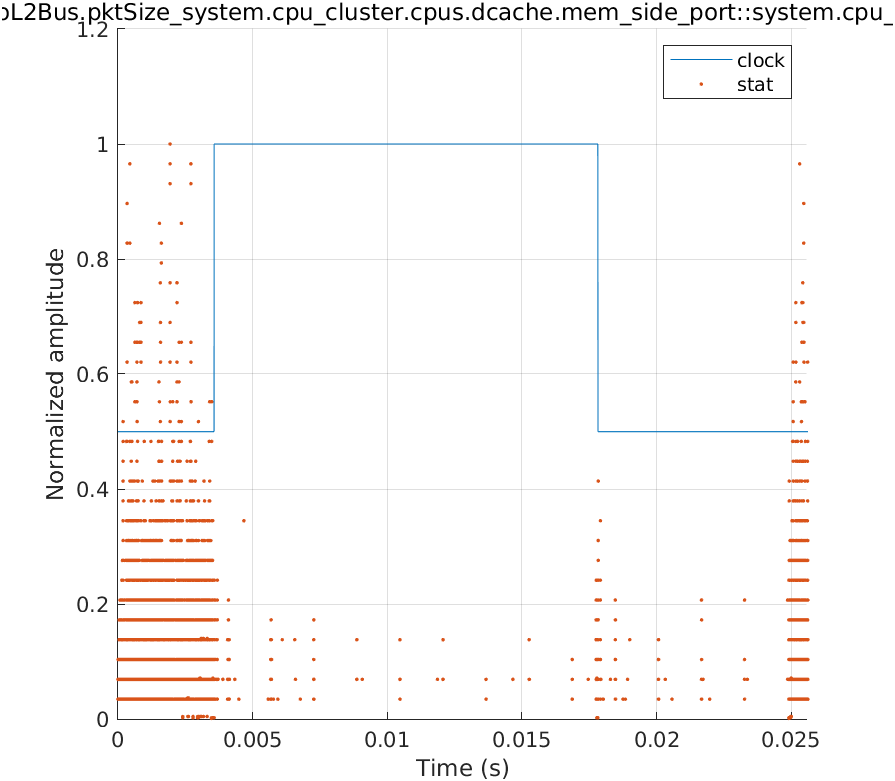 oL2Bus.pktSize_system.cpu_cluster.cpus.dcache.mem_side_port::system.cpu_
1.2
1
0.8
0.6
0.4
0.2
0
Normalized amplitude
clock
stat
0 0.005 0.01 0.015 0.02 0.025
Time (s)